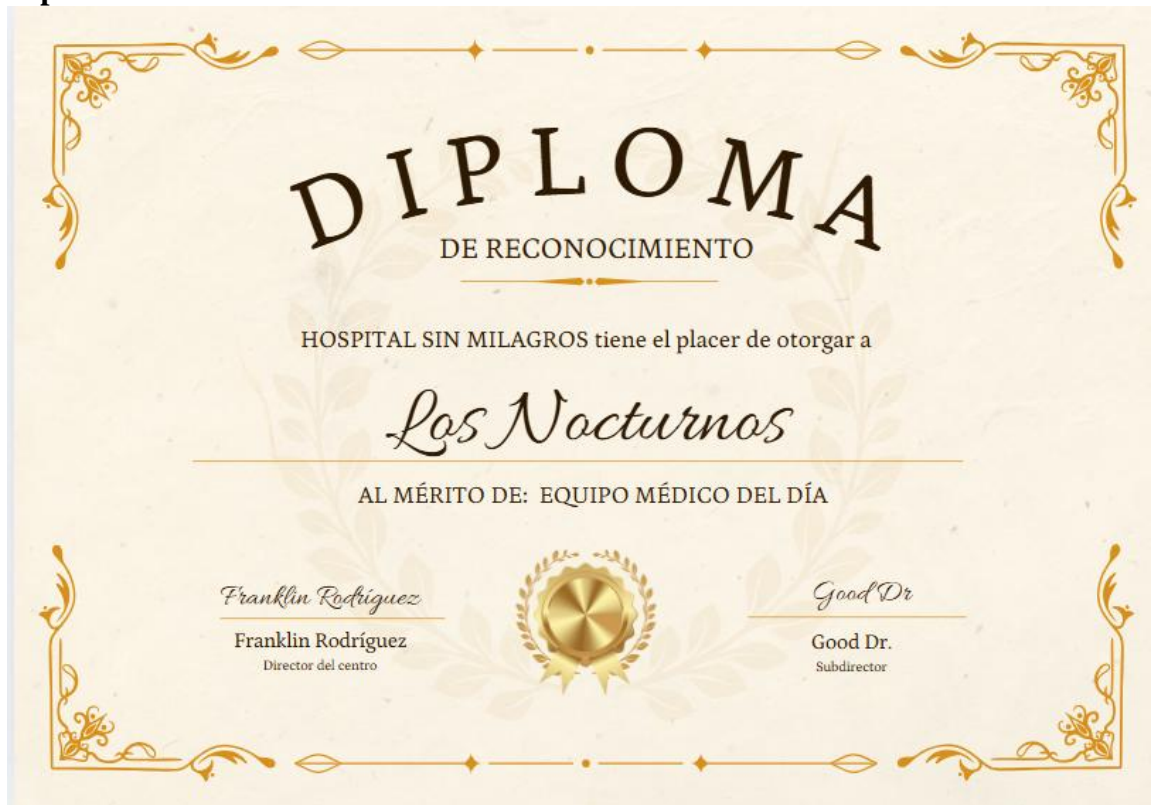 DIPLOMA
DE RECONOCIMIENTO
HOSPITAL SIN MILAGROS tiene el placer de otorgar a
Los Nocturnos
AL MÉRITO DE: EQUIPO MÉDICO DEL DÍA
Franklin Rodríguez
Good Dr
Franklin Rodríguez
Good Dr.
Director del centro
Subdirector